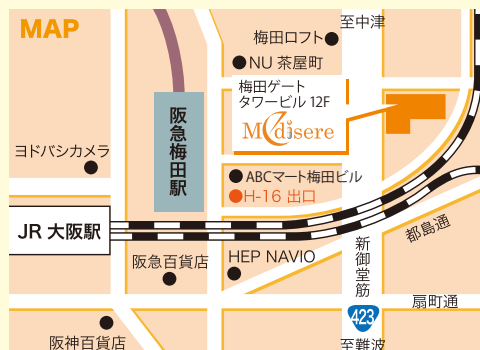 MAP
至中津
梅田ロフト
NU 茶屋町
梅田ゲート
タワービル 12F
Medisere
阪急梅田駅
ヨドバシカメラ
ABCマート梅田ビル
H-16 出口
JR 大阪駅
都島通
新御堂筋
阪急百貨店
HEP NAVIO
扇町通
423
阪神百貨店
至難波